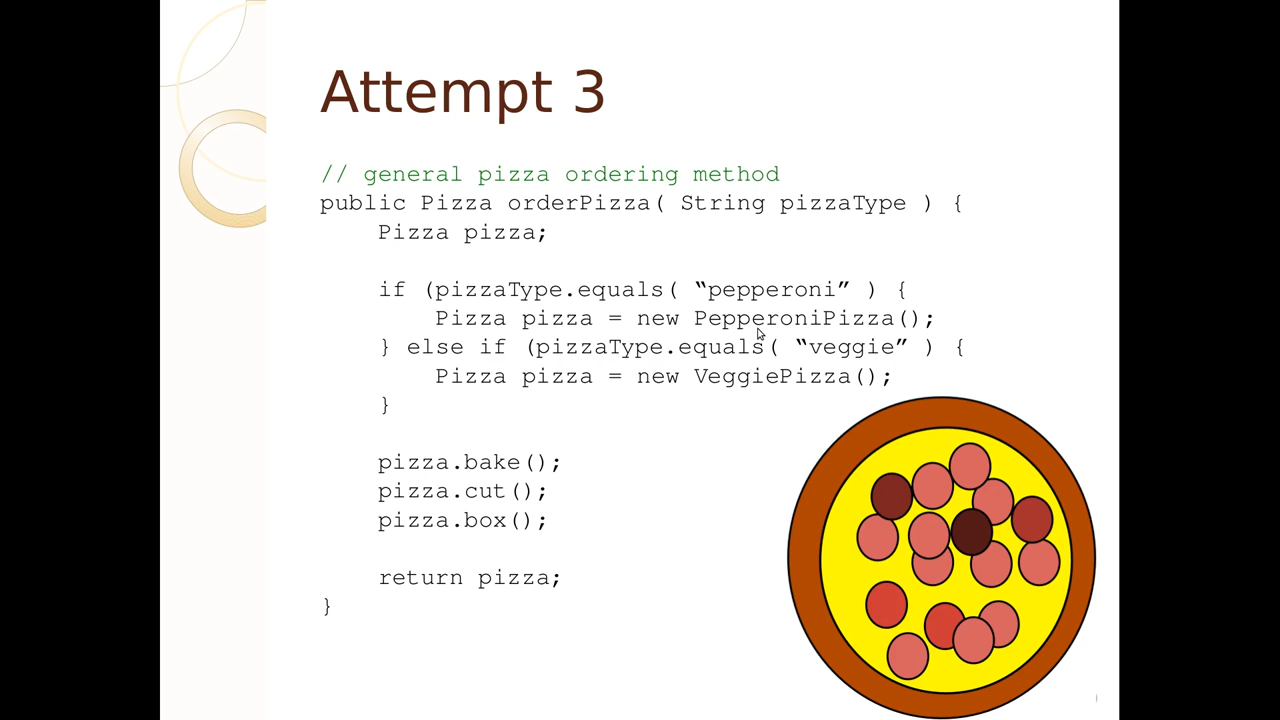 Attempt 3
// general pizza ordering method
public Pizza orderPizza( String pizzaType ) {
Pizza pizza;
if (pizzaType.equals( “pepperoni” ) {
Pizza pizza = new PepperoniPizza();
} else if (pizzaType.equals( “veggie” ) {
Pizza pizza = new VeggiePizza();
}
pizza.bake();
pizza.cut();
pizza.box();
return pizza;
}